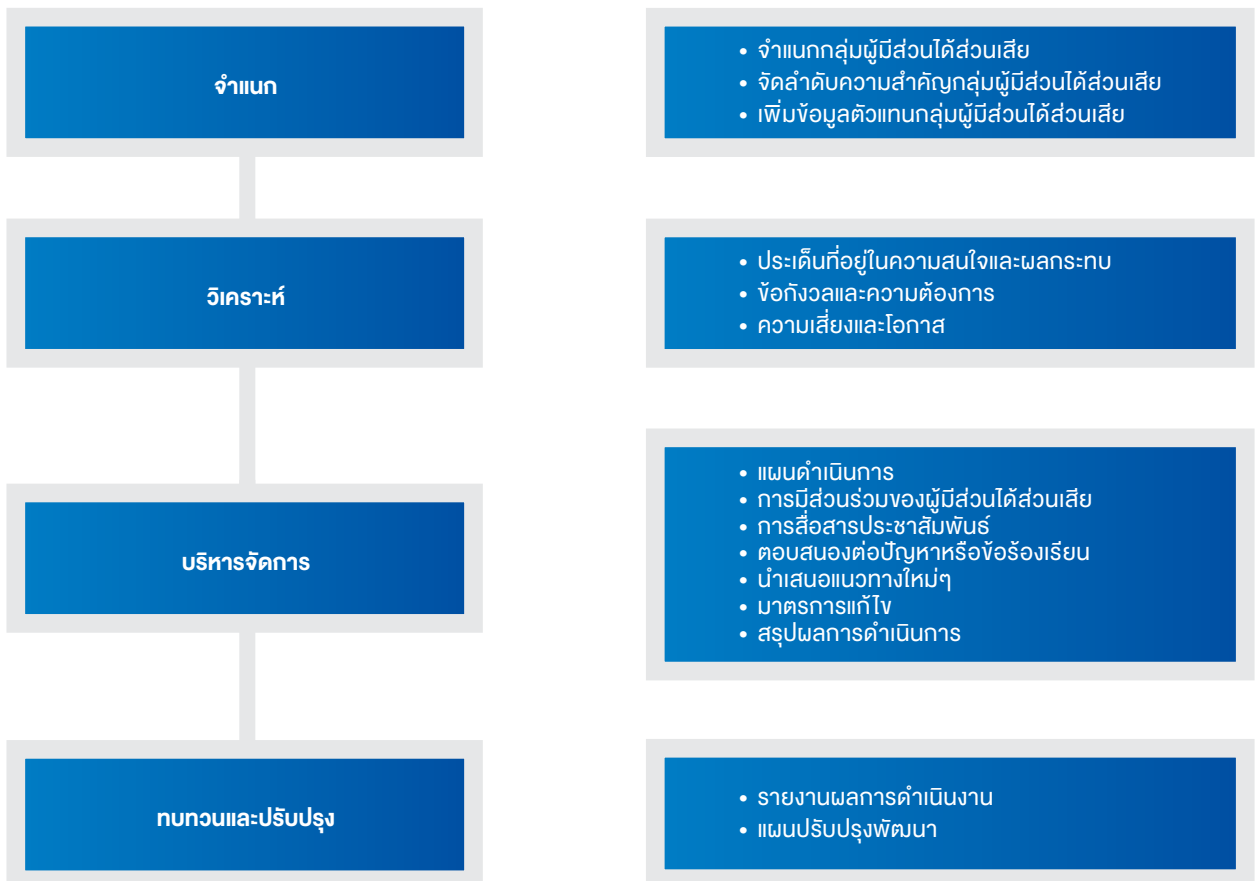 จำแนก
• จำแนกกลุ่มผู้มีส่วนได้ส่วนเสีย
• จัดลำดับความสำคัญกลุ่มผู้มีส่วนได้ส่วนเสีย
• เพิ่มข้อมูลตัวแทนกลุ่มผู้มีส่วนได้ส่วนเสีย
วิเคราะห์
• ประเด็นที่อยู่ในความสนใจและผลกระทบ
• ข้อกังวลและความต้องการ
• ความเสี่ยงและโอกาส
บริหารจัดการ
• แผนดำเนินการ
• การมีส่วนร่วมของผู้มีส่วนได้ส่วนเสีย
• การสื่อสารประชาสัมพันธ์
• ตอบสนองต่อปัญหาหรือข้อร้องเรียน
• นำเสนอแนวทางใหม่ๆ
• มาตรการแก้ไข
• สรุปผลการดำเนินการ
ทบทวนและปรับปรุง
• รายงานผลการดำเนินงาน
• แผนปรับปรุงพัฒนา